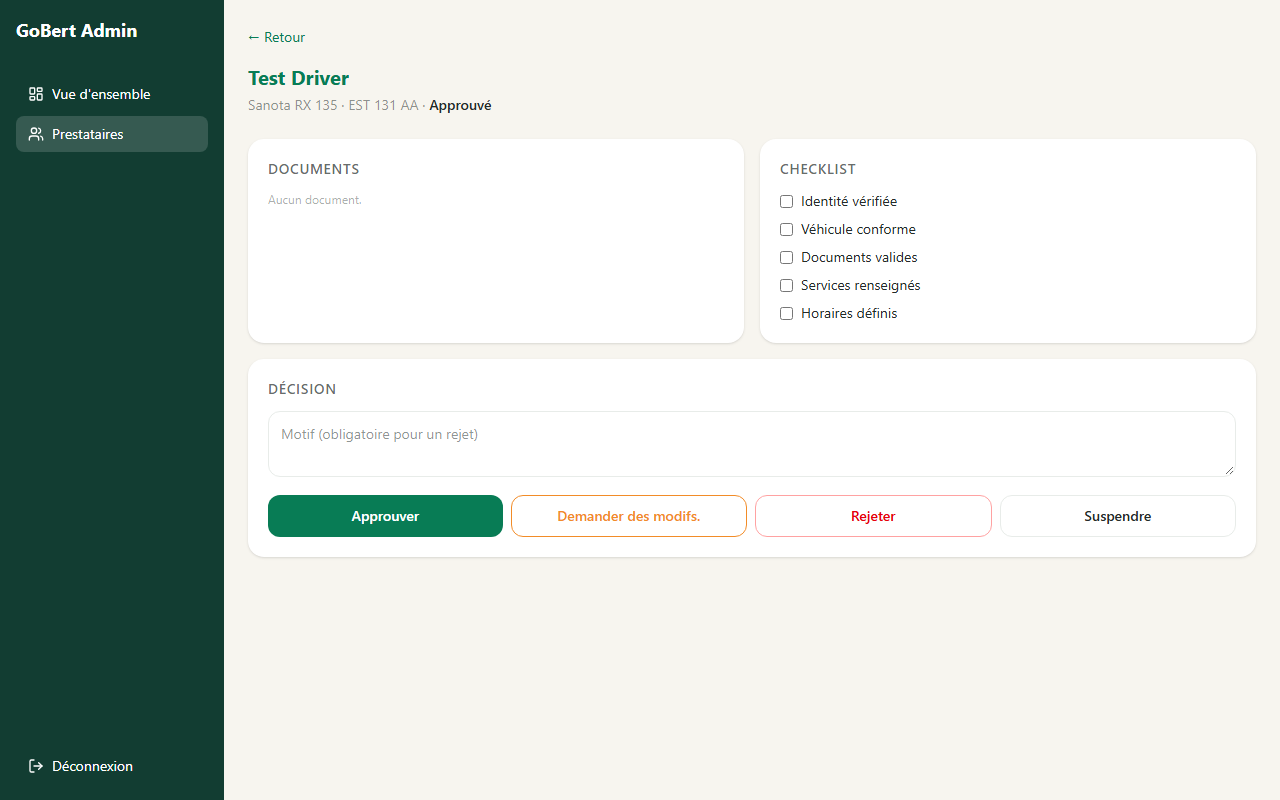 GoBert Admin
Vue d'ensemble
Prestataires
Déconnexion
← Retour
Test Driver
Sanota RX 135 · EST 131 AA · Approuvé
DOCUMENTS
Aucun document.
CHECKLIST
Identité vérifiée
Véhicule conforme
Documents valides
Services renseignés
Horaires définis
DÉCISION
Motif (obligatoire pour un rejet)
Approuver
Demander des modifs.
Rejeter
Suspendre